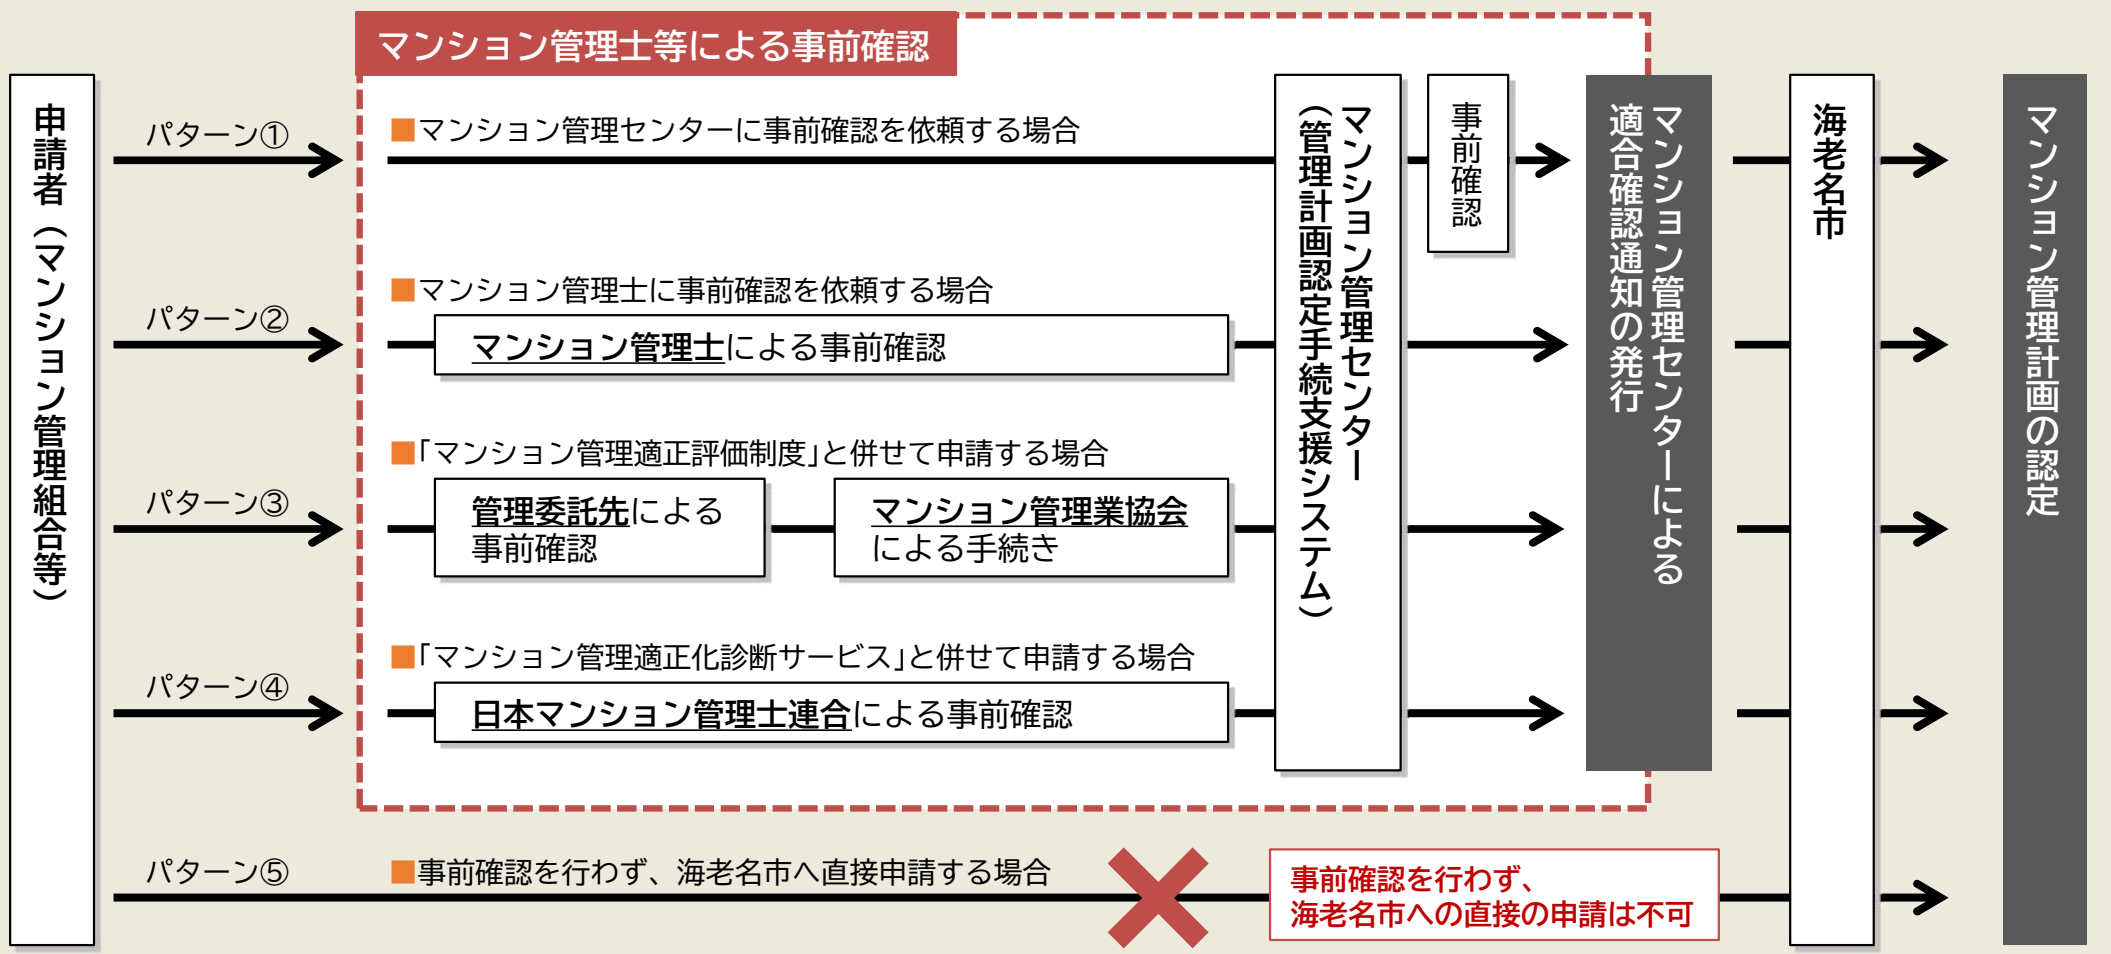 マンション管理士等による事前確認
申請者（マンション管理組合等）
パターン①
■マンション管理センターに事前確認を依頼する場合
パターン②
■マンション管理士に事前確認を依頼する場合
マンション管理士による事前確認
パターン③
■「マンション管理適正評価制度」と併せて申請する場合
管理委託先による
事前確認
マンション管理業協会
による手続き
パターン④
■「マンション管理適正化診断サービス」と併せて申請する場合
日本マンション管理士連合による事前確認
マンション管理センター
（管理計画認定手続支援システム）
事前確認
マンション管理センターによる
適合確認通知の発行
海老名市
マンション管理計画の認定
パターン⑤
■事前確認を行わず、海老名市へ直接申請する場合
事前確認を行わず、
海老名市への直接の申請は不可